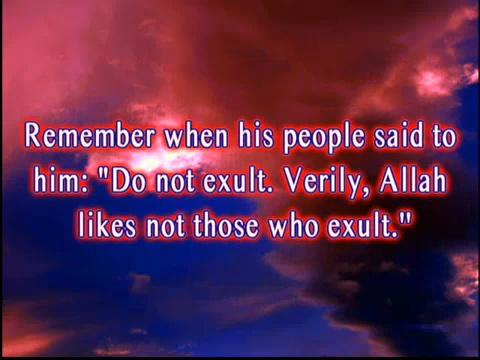 Remember when his people said to
him: "Do not exult. Verily, Allah
likes not those who exult."